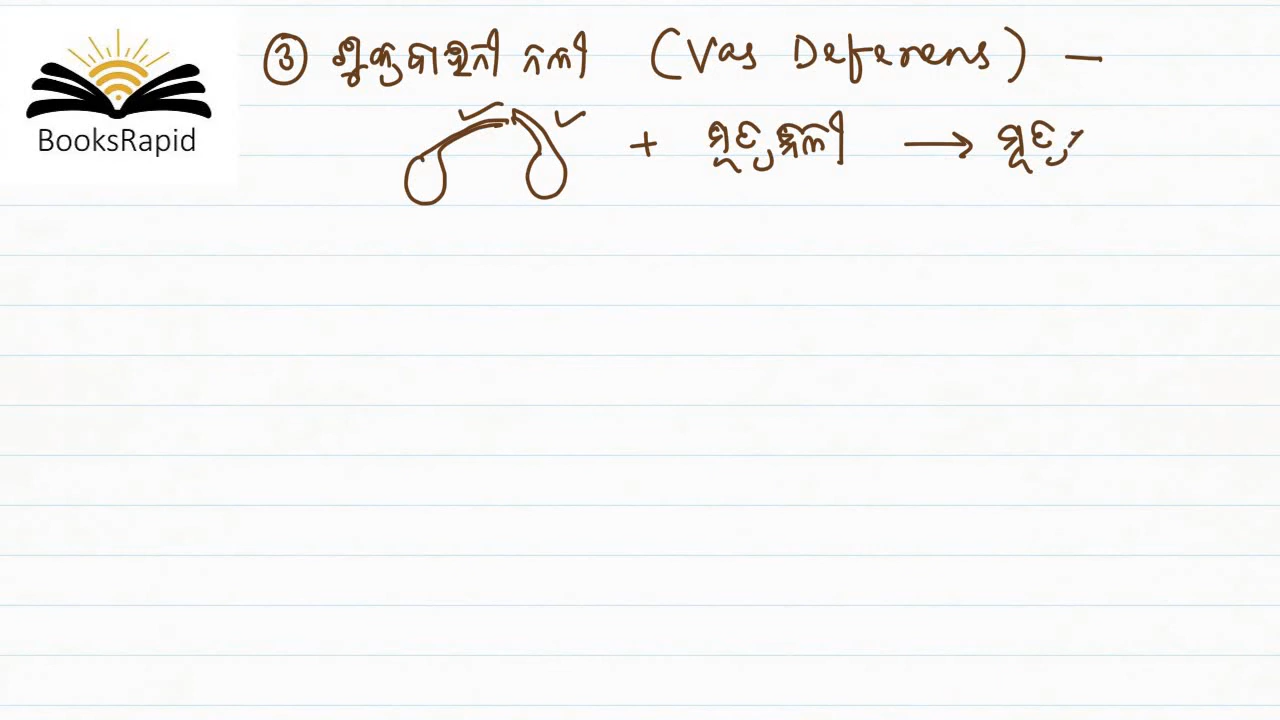 ③ ଶୁକ୍ରବାହିନୀ ନଳୀ (Vas Deferens) —
+ ମୂତ୍ରନଳୀ → ମୂତ୍ର
BooksRapid